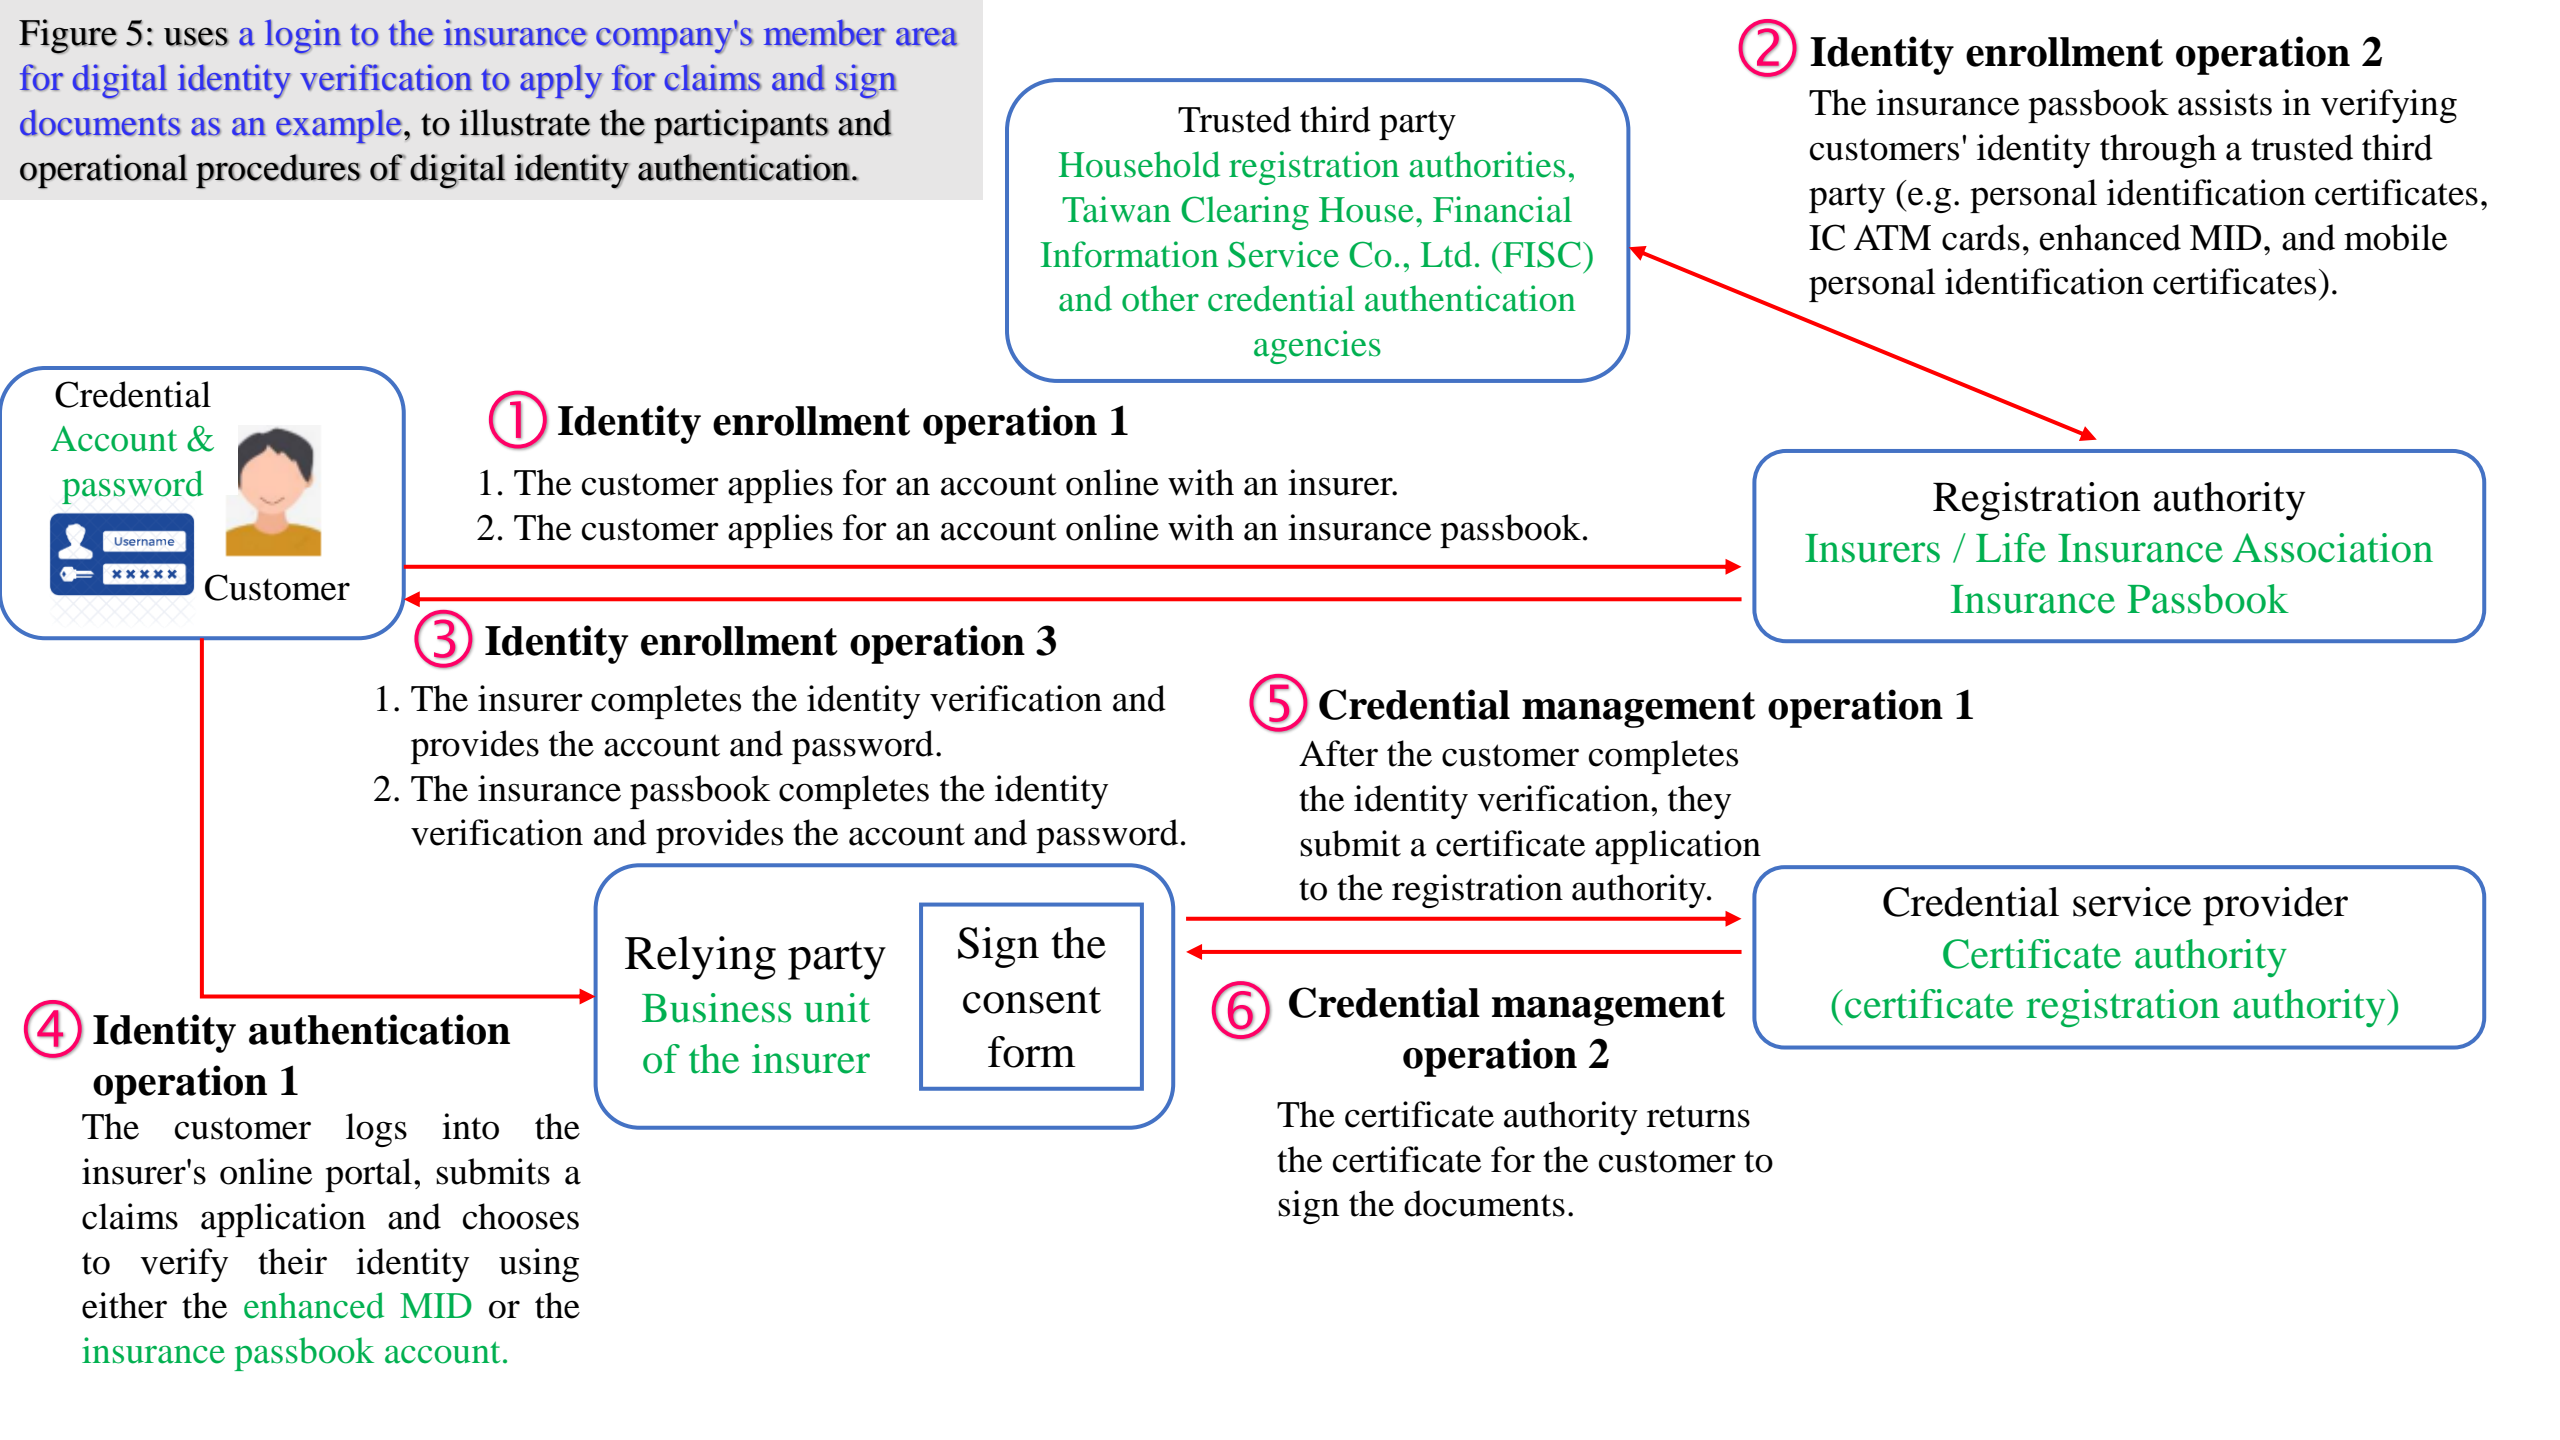 Figure 5: uses a login to the insurance company's member area
for digital identity verification to apply for claims and sign
documents as an example, to illustrate the participants and
operational procedures of digital identity authentication.
② Identity enrollment operation 2
The insurance passbook assists in verifying
customers' identity through a trusted third
party (e.g. personal identification certificates,
IC ATM cards, enhanced MID, and mobile
personal identification certificates).
Trusted third party
Household registration authorities,
Taiwan Clearing House, Financial
Information Service Co., Ltd. (FISC)
and other credential authentication
agencies
Credential
Account &
password
Username
×××××
Customer
① Identity enrollment operation 1
1. The customer applies for an account online with an insurer.
2. The customer applies for an account online with an insurance passbook.
Registration authority
Insurers / Life Insurance Association
Insurance Passbook
③ Identity enrollment operation 3
1. The insurer completes the identity verification and
provides the account and password.
2. The insurance passbook completes the identity
verification and provides the account and password.
⑤ Credential management operation 1
After the customer completes
the identity verification, they
submit a certificate application
to the registration authority.
Relying party
Business unit
of the insurer
Sign the
consent
form
Credential service provider
Certificate authority
(certificate registration authority)
④ Identity authentication
operation 1
The customer logs into the
insurer's online portal, submits a
claims application and chooses
to verify their identity using
either the enhanced MID or the
insurance passbook account.
⑥ Credential management
operation 2
The certificate authority returns
the certificate for the customer to
sign the documents.